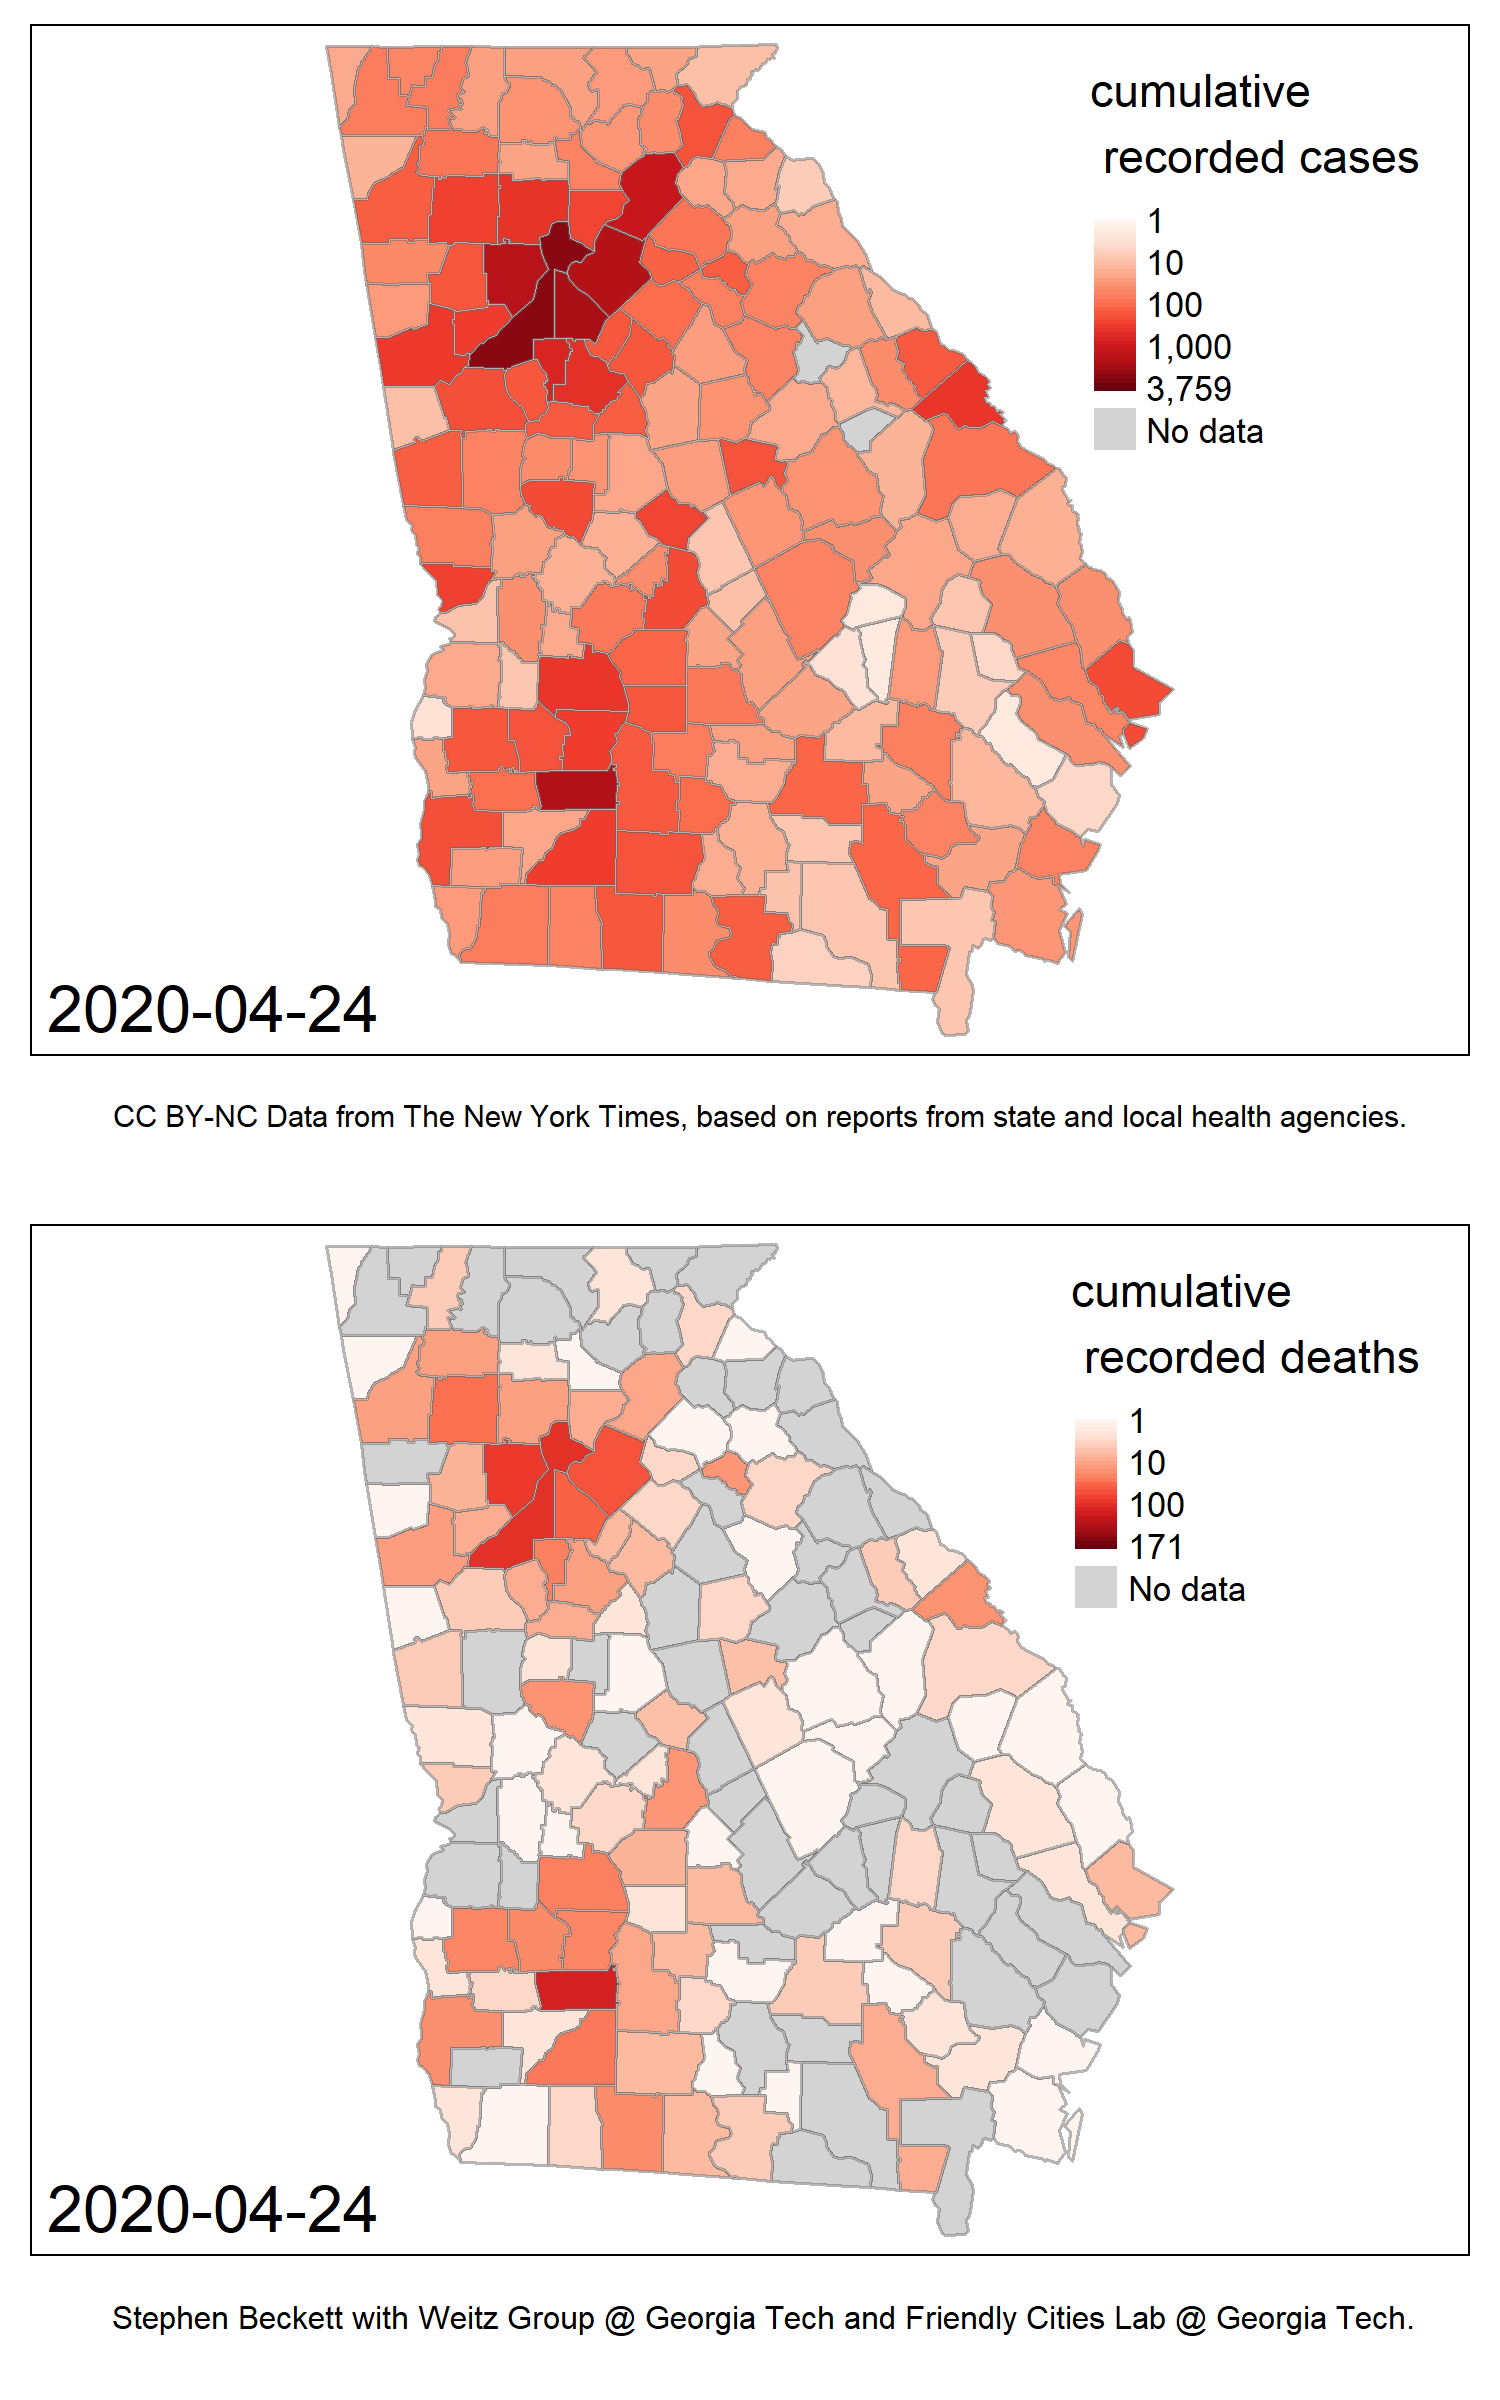 cumulative
recorded cases
1
10
100
1,000
3,759
No data
2020-04-24
CC BY-NC Data from The New York Times, based on reports from state and local health agencies.
cumulative
recorded deaths
1
10
100
171
No data
2020-04-24
Stephen Beckett with Weitz Group @ Georgia Tech and Friendly Cities Lab @ Georgia Tech.